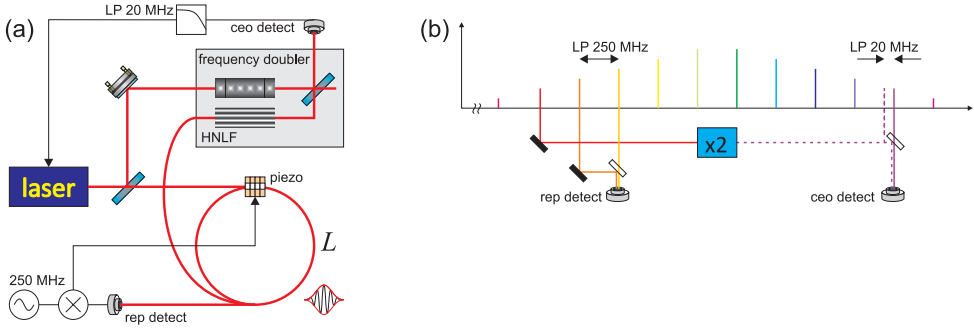 (a)
LP 20 MHz
ceo detect
frequency doubler
HNLF
laser
piezo
L
250 MHz
rep detect
(b)
LP 250 MHz
LP 20 MHz
x2
rep detect
ceo detect